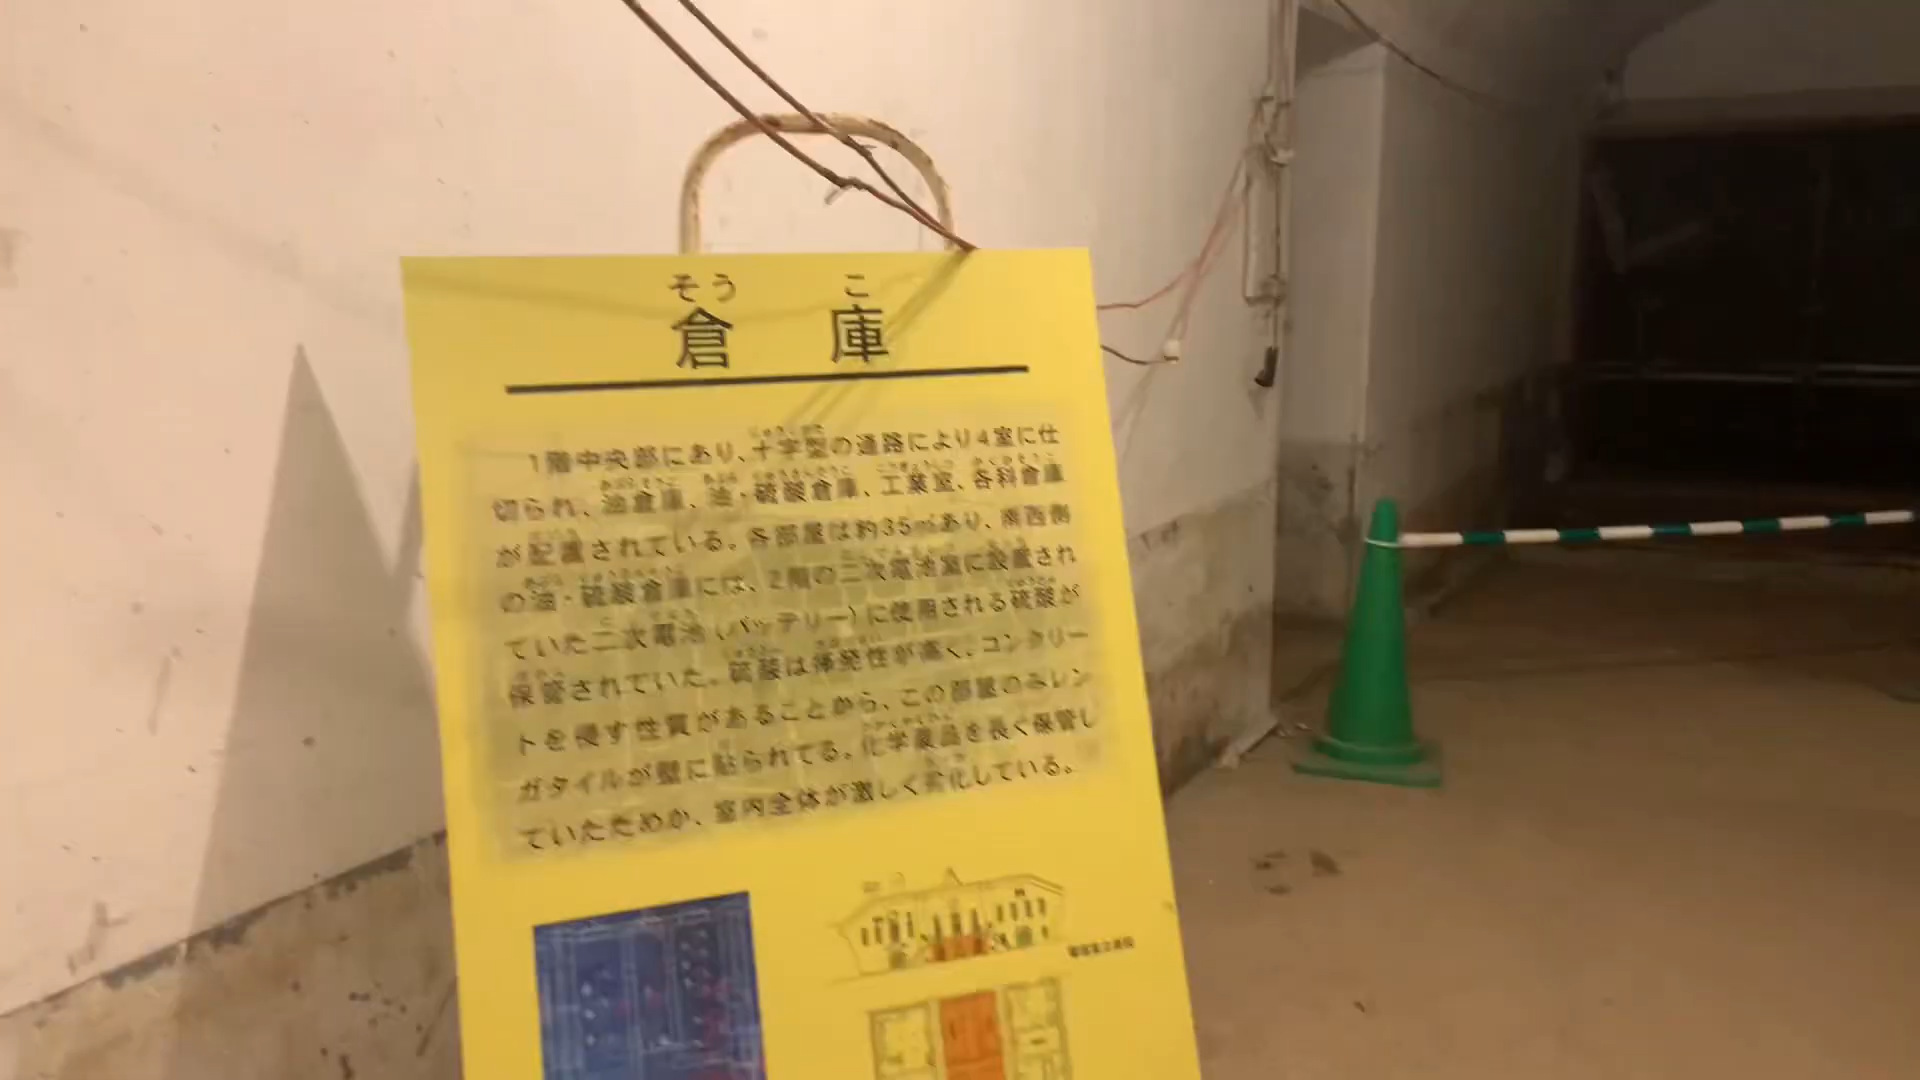 そう こ
倉 庫
1階中央部にあり、十字型の通路により4室に仕
切られ、油倉庫、油・硫酸倉庫、工業室、各科倉庫
が配置されている。各部屋は約35㎡あり、南西側
の油・硫酸倉庫には、2階の二次電池室に設置され
ていた二次電池(バッテリー)に使用される硫酸が
保管されていた。硫酸は揮発性が高く、コンクリー
トを侵す性質があることから、この部屋のみレン
ガタイルが壁に貼られてる。化学薬品を長く保管し
ていたためか、室内全体が激しく劣化している。